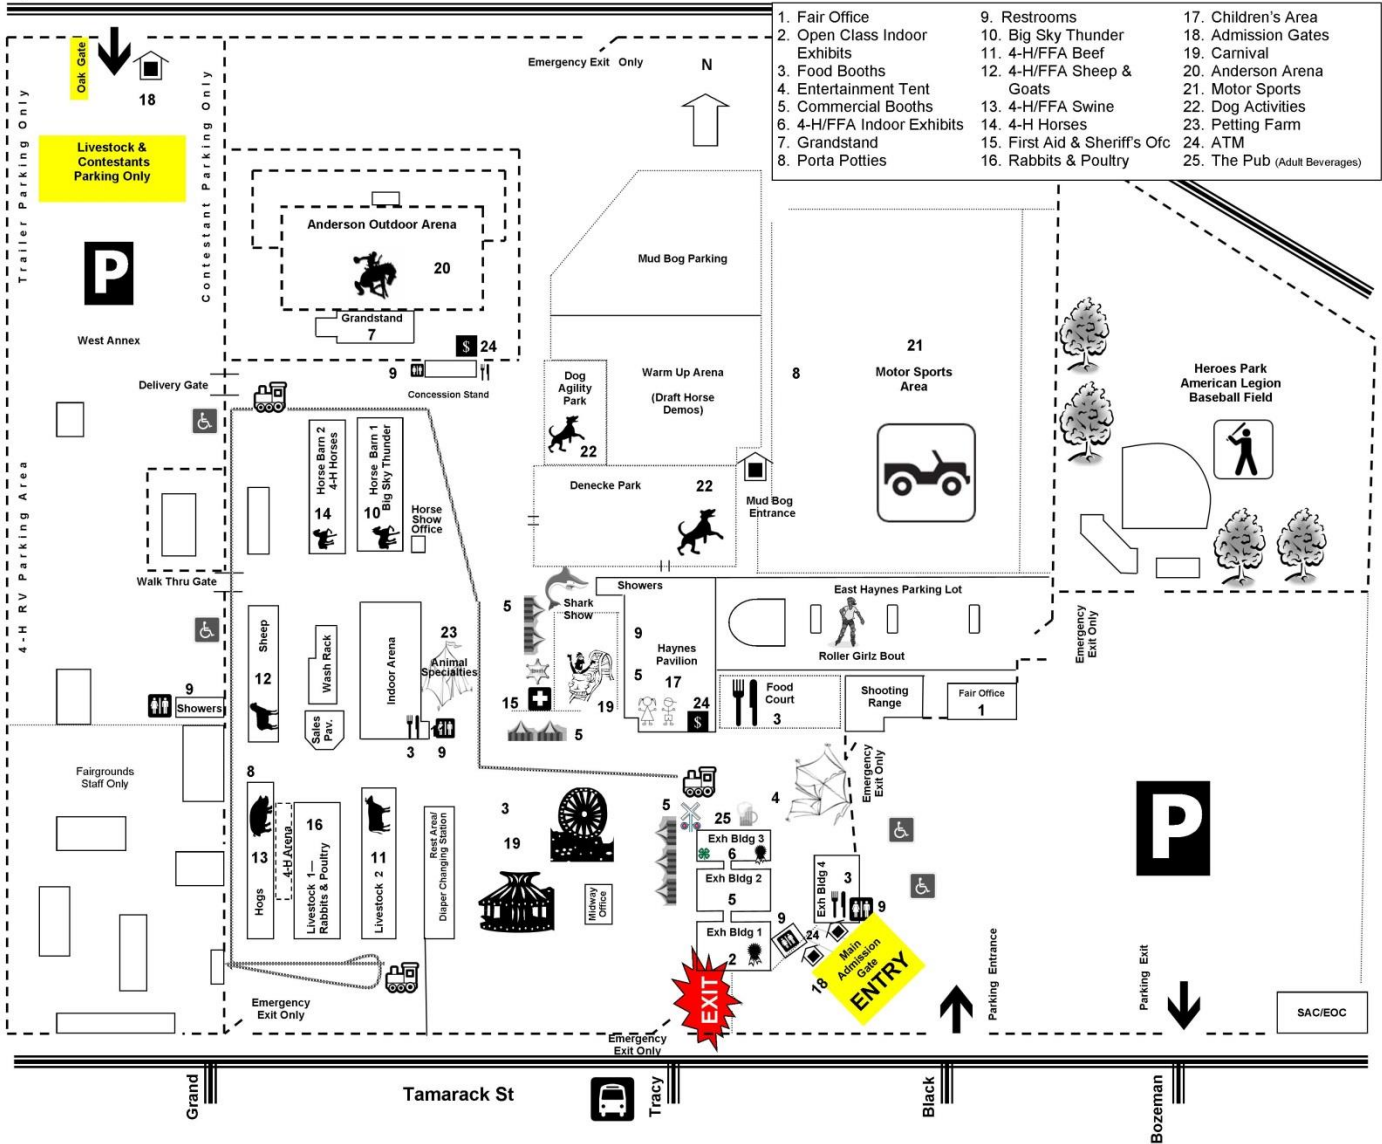 1. Fair Office
2. Open Class Indoor
Exhibits
3. Food Booths
4. Entertainment Tent
5. Commercial Booths
6. 4-H/FFA Indoor Exhibits
7. Grandstand
8. Porta Potties
9. Restrooms
10. Big Sky Thunder
11. 4-H/FFA Beef
12. 4-H/FFA Sheep &
Goats
13. 4-H/FFA Swine
14. 4-H Horses
15. First Aid & Sheriff's Ofc
16. Rabbits & Poultry
17. Children's Area
18. Admission Gates
19. Carnival
20. Anderson Arena
21. Motor Sports
22. Dog Activities
23. Petting Farm
24. ATM
25. The Pub (Adult Beverages)
Oak Gate
18
Emergency Exit Only
N
Trailer Parking Only
Contestant Parking Only
Livestock &
Contestants
Parking Only
P
West Annex
4-H RV Parking Area
Anderson Outdoor Arena
20
Grandstand
7
$ 24
9
Concession Stand
Delivery Gate
Mud Bog Parking
Warm Up Arena
(Draft Horse
Demos)
8
Dog
Agility
Park
22
Denecke Park
22
Mud Bog
Entrance
21
Motor Sports
Area
Heroes Park
American Legion
Baseball Field
Horse Barn 2
4-H Horses
14
Horse Barn 1
Big Sky Thunder
10
Horse
Show
Office
Walk Thru Gate
Sheep
12
Wash Rack
Sales
Pav.
Indoor Arena
23
Animal
Specialties
3
9
9
Showers
5
Shark
Show
15
19
5
Showers
9
Haynes
Pavilion
5
17
24
$
East Haynes Parking Lot
Roller Girlz Bout
Emergency
Exit Only
Food
Court
3
Shooting
Range
Fair Office
1
Emergency
Exit Only
Fairgrounds
Staff Only
8
13
Hogs
4-H Arena
16
Livestock 1—
Rabbits & Poultry
11
Livestock 2
Rest Area/
Diaper Changing Station
3
19
Midway
Office
5
25
4
Exh Bldg 3
6
Exh Bldg 2
5
Exh Bldg 1
2
Exh Bldg 4
3
9
9
24
18
Main
Admission
Gate
ENTRY
EXIT
P
Parking Entrance
Parking Exit
SAC/EOC
Emergency
Exit Only
Emergency
Exit Only
Grand
Tamarack St
Tracy
Black
Bozeman